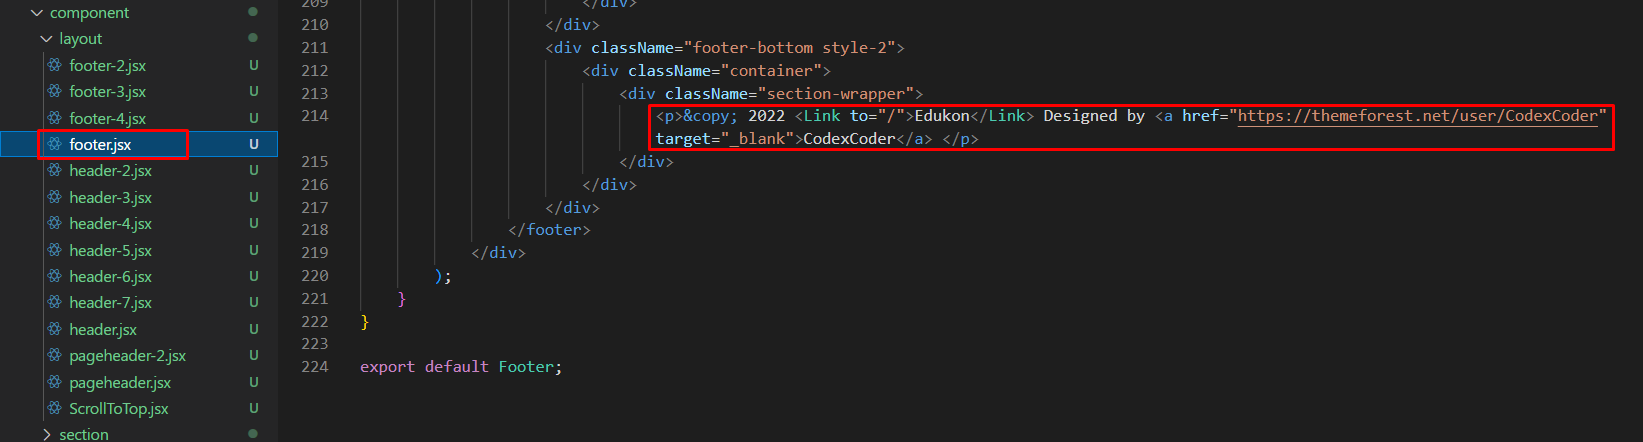 component
layout
footer-2.jsx U
footer-3.jsx U
footer-4.jsx U
footer.jsx U
header-2.jsx U
header-3.jsx U
header-4.jsx U
header-5.jsx U
header-6.jsx U
header-7.jsx U
header.jsx U
pageheader-2.jsx U
pageheader.jsx U
ScrollToTop.jsx U
section
209 </div>
210 </div>
211 <div className="footer-bottom style-2">
212 <div className="container">
213 <div className="section-wrapper">
214 <p>&copy; 2022 <Link to="/">Edukon</Link> Designed by <a href="https://themeforest.net/user/CodexCoder"
target="_blank">CodexCoder</a> </p>
215 </div>
216 </div>
217 </div>
218 </footer>
219 </div>
220 );
221 }
222 }
223
224 export default Footer;